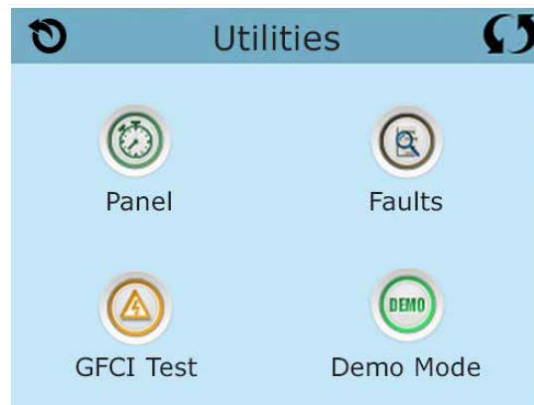 Utilities
Panel
Faults
GFCI Test
DEMO
Demo Mode